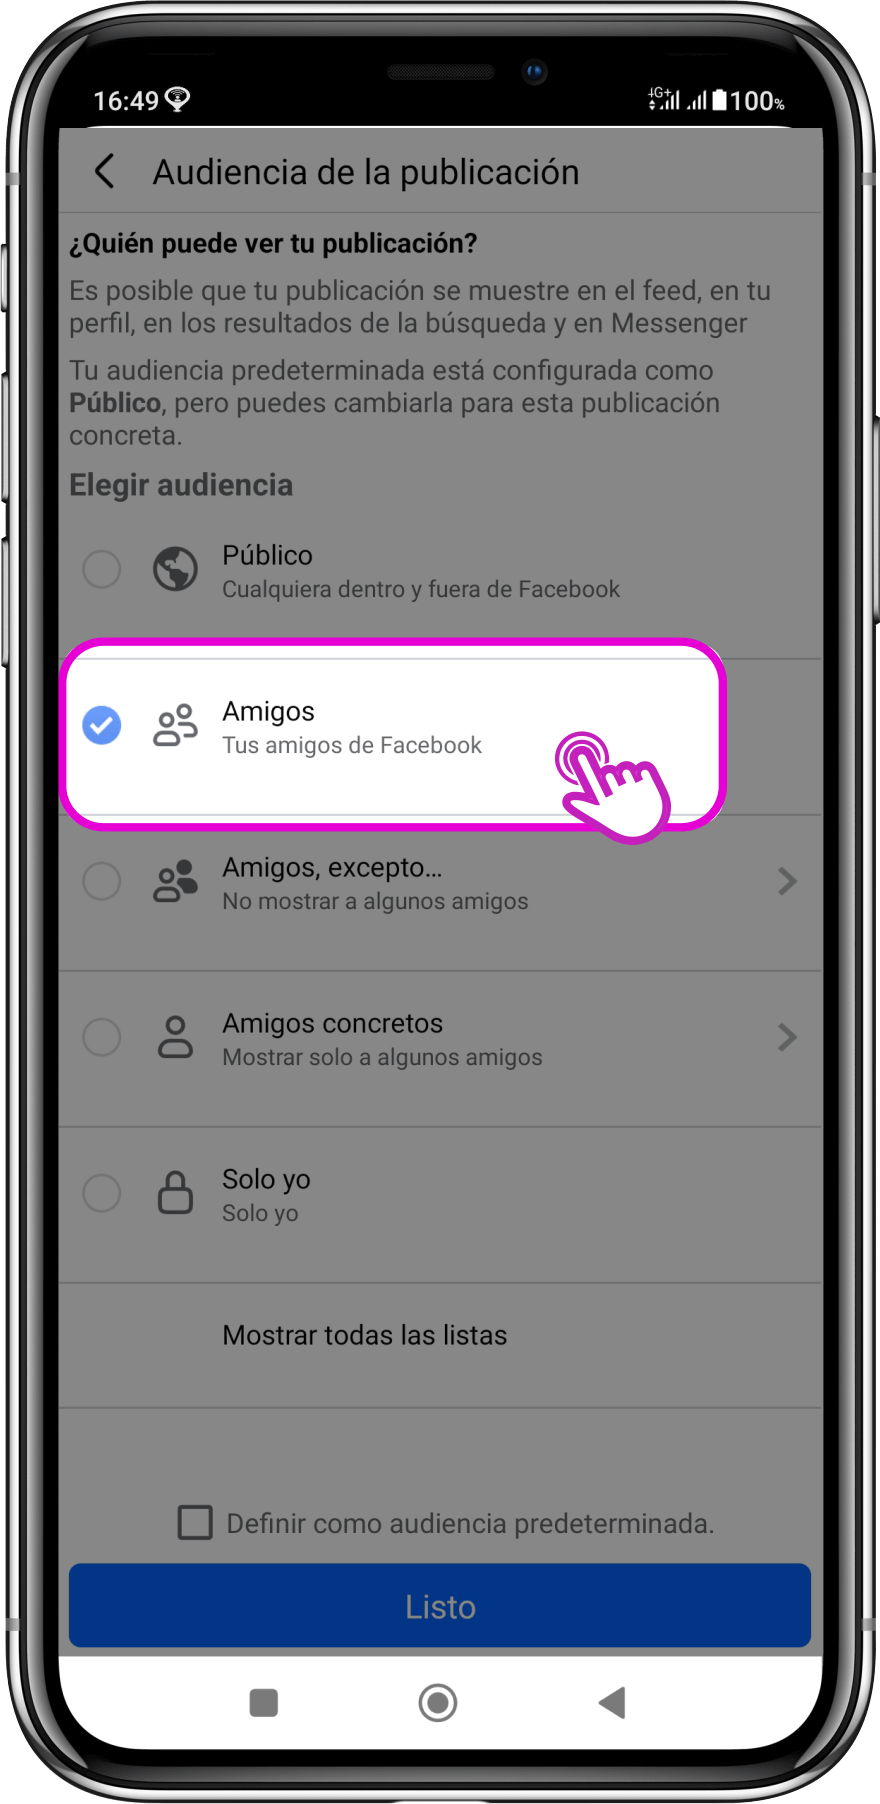 16:49 4G+ 100%
Audiencia de la publicación
¿Quién puede ver tu publicación?
Es posible que tu publicación se muestre en el feed, en tu
perfil, en los resultados de la búsqueda y en Messenger
Tu audiencia predeterminada está configurada como
Público, pero puedes cambiarla para esta publicación
concreta.
Elegir audiencia
Público
Cualquiera dentro y fuera de Facebook
Amigos
Tus amigos de Facebook
Amigos, excepto...
No mostrar a algunos amigos
Amigos concretos
Mostrar solo a algunos amigos
Solo yo
Solo yo
Mostrar todas las listas
Definir como audiencia predeterminada.
Listo